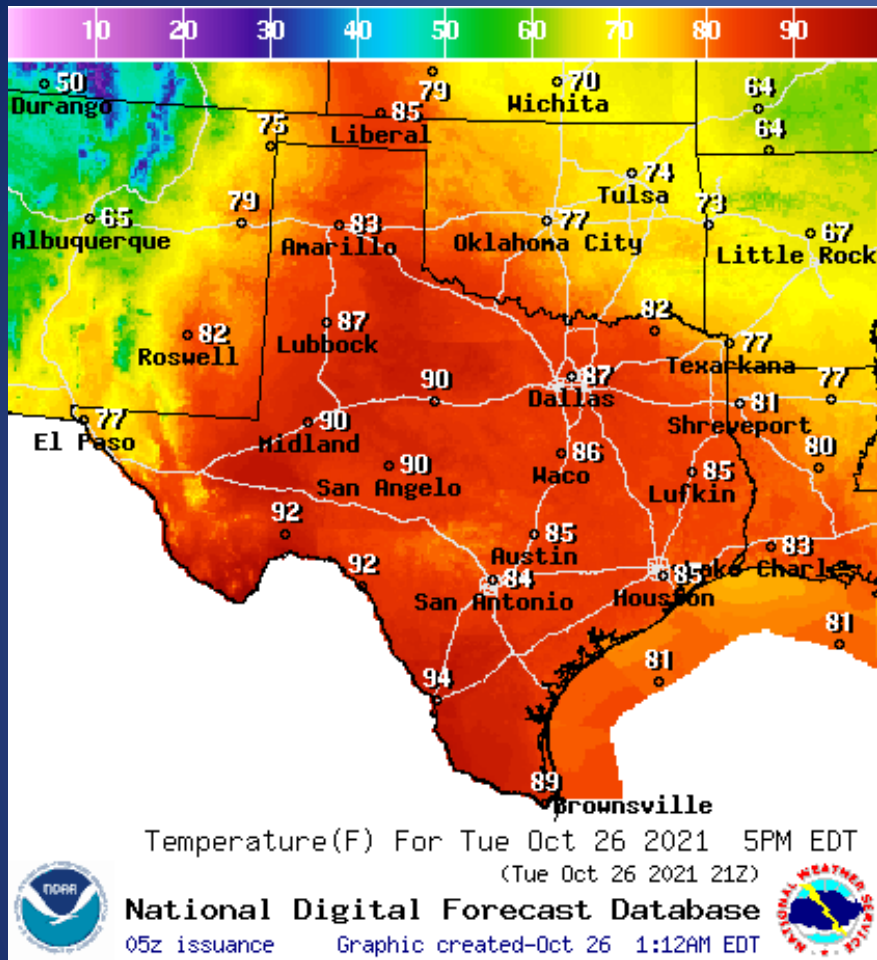 10 20 30 40 50 60 70 80 90
50
Durango
79
Wichita
70
64
85
Liberal
75
64
74
Tulsa
65
Albuquerque
79
83
Amarillo
77
Oklahoma City
73
67
Little Rock
82
Roswell
87
Lubbock
82
77
Texarkana
87
Dallas
77
El Paso
90
Midland
90
81
Shreveport
77
90
San Angelo
86
Waco
85
Lufkin
80
92
92
85
Austin
83
Lake Charles
84
San Antonio
85
Houston
81
81
94
89
Brownsville
Temperature(F) For Tue Oct 26 2021 5PM EDT
(Tue Oct 26 2021 21Z)
NOAA
National Digital Forecast Database
05z issuance Graphic created-Oct 26 1:12AM EDT
NATIONAL WEATHER SERVICE